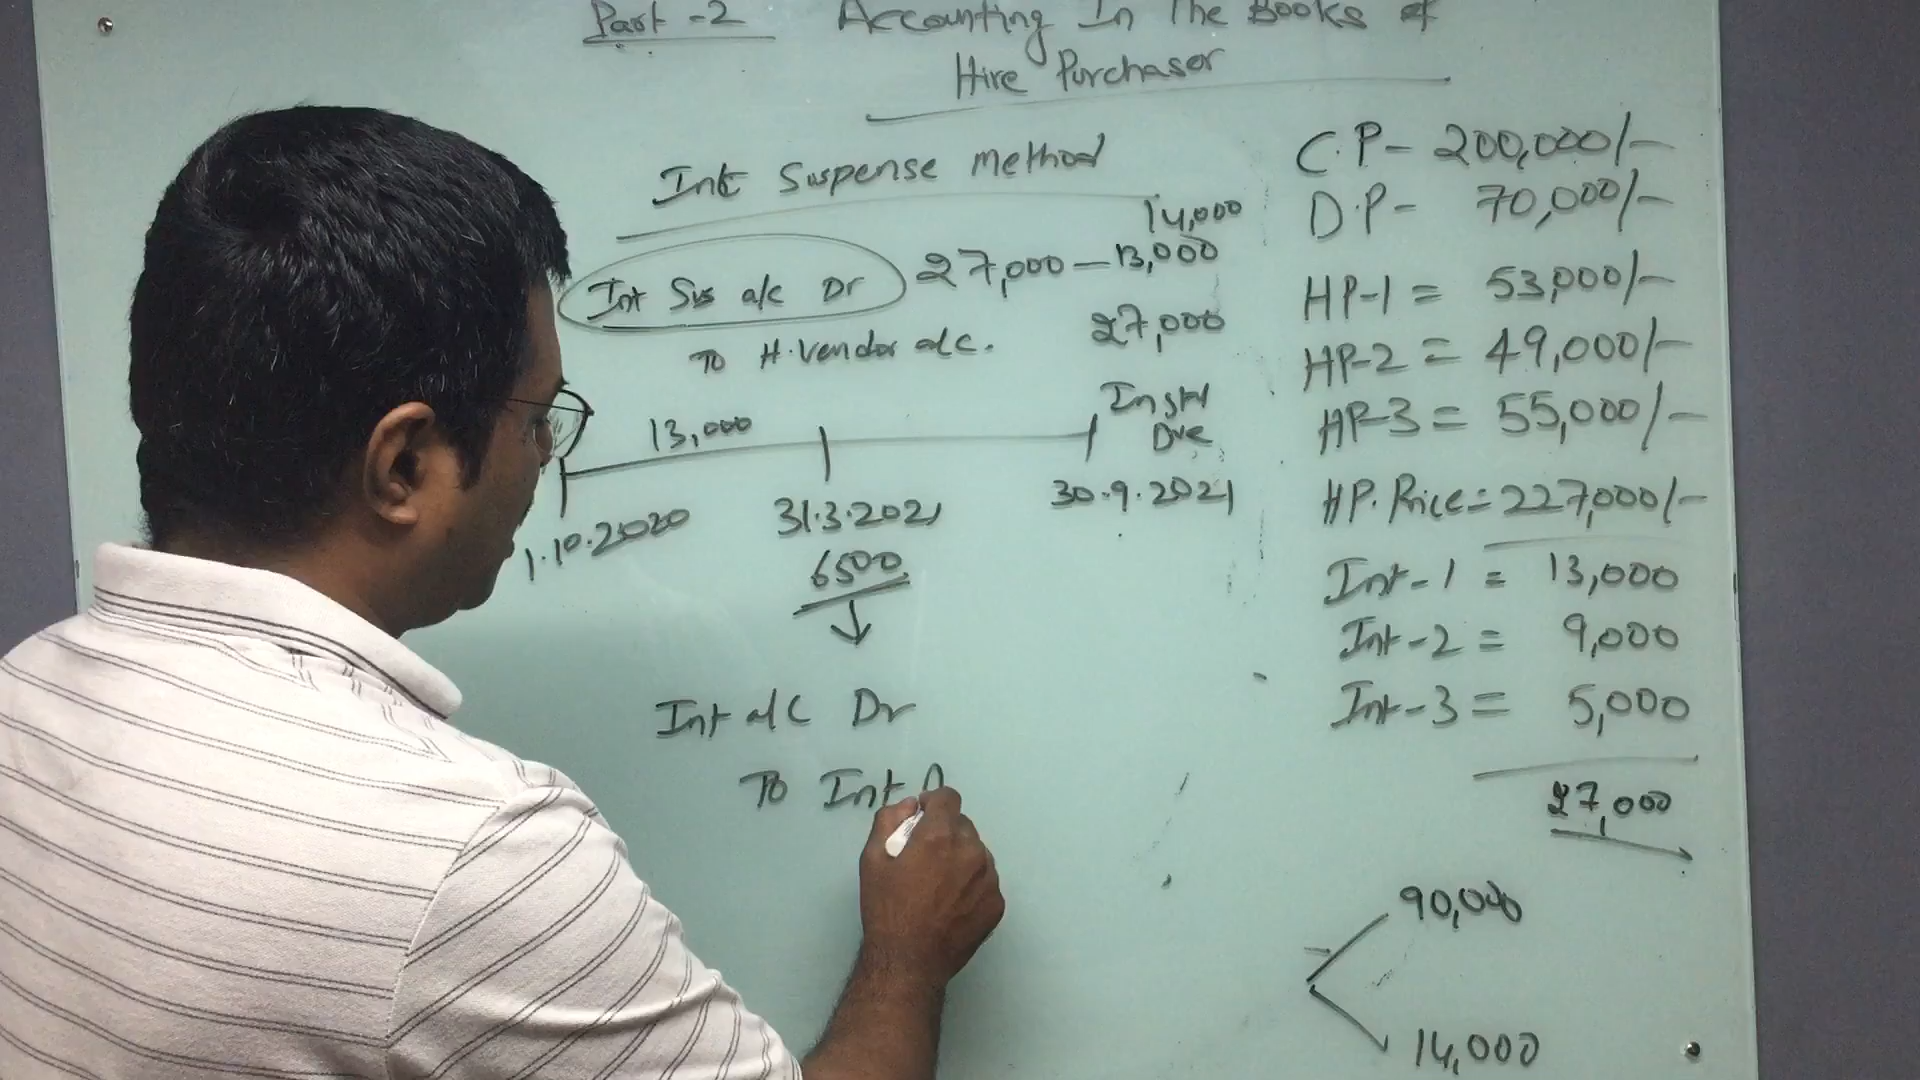 Part-2 Accounting In The Books of
Hire Purchaser
Int Suspense method
14,000
Int Sus a/c Dr 27,000 - 13,000
To H.Vendor a/c. 27,000
13,000
Instl
Due
1.10.2020 31.3.2021 30.9.2021
6500
Int a/c Dr
To Int
C.P- 200,000/-
D.P- 70,000/-
HP-1 = 53,000/-
HP-2 = 49,000/-
HP-3 = 55,000/-
HP.Price = 227,000/-
Int-1 = 13,000
Int-2 = 9,000
Int-3 = 5,000
27,000
90,000
14,000